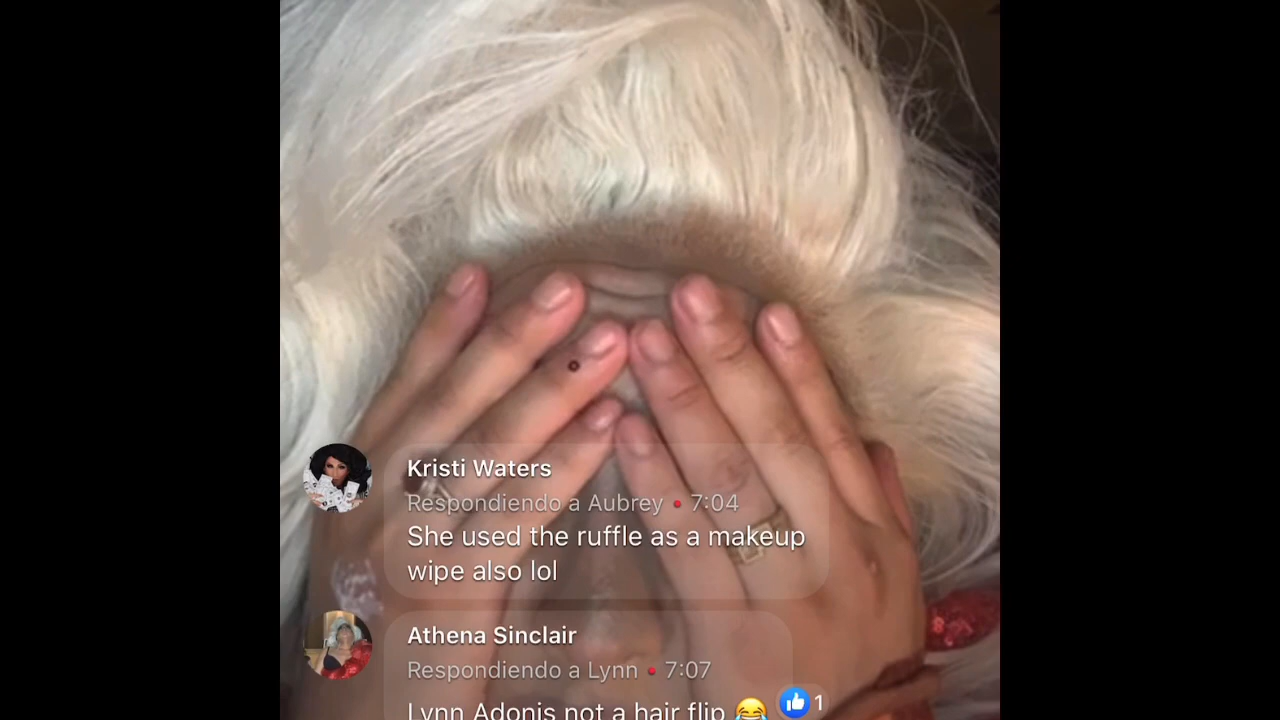 Kristi Waters
Respondiendo a Aubrey • 7:04
She used the ruffle as a makeup
wipe also lol
Athena Sinclair
Respondiendo a Lynn • 7:07
Lynn Adonis not a hair flip 😂
1